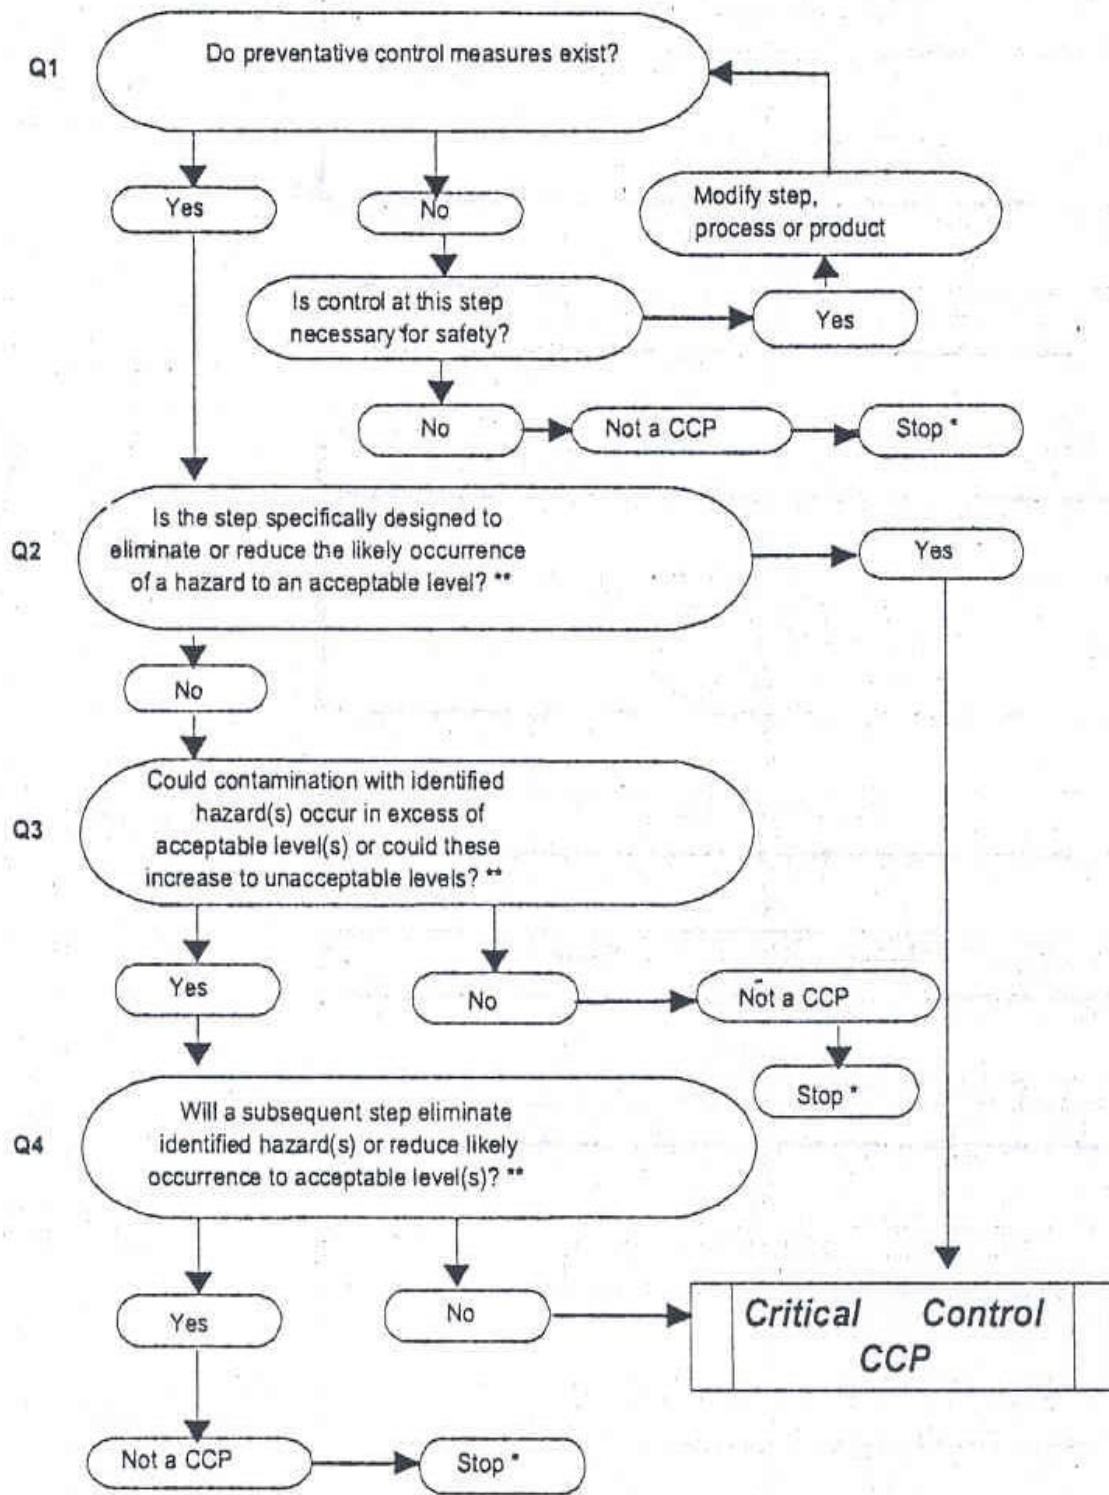 Q1
Do preventative control measures exist?
Yes
No
Modify step,
process or product
Is control at this step
necessary for safety?
Yes
No
Not a CCP
Stop *
Q2
Is the step specifically designed to
eliminate or reduce the likely occurrence
of a hazard to an acceptable level? **
Yes
No
Q3
Could contamination with identified
hazard(s) occur in excess of
acceptable level(s) or could these
increase to unacceptable levels? **
Yes
No
Not a CCP
Stop *
Q4
Will a subsequent step eliminate
identified hazard(s) or reduce likely
occurrence to acceptable level(s)? **
Yes
No
Critical Control
CCP
Not a CCP
Stop *